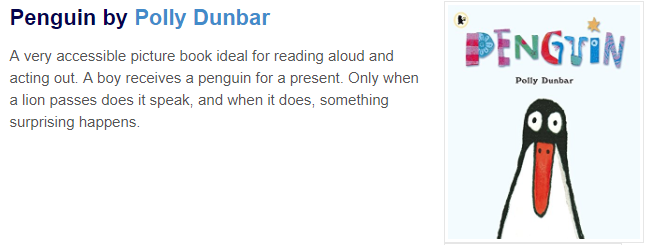 Penguin by Polly Dunbar
A very accessible picture book ideal for reading aloud and
acting out. A boy receives a penguin for a present. Only when
a lion passes does it speak, and when it does, something
surprising happens.
PENGUIN
Polly Dunbar